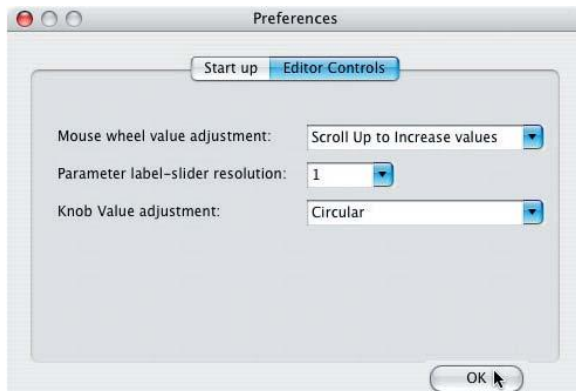 Preferences
Start up Editor Controls
Mouse wheel value adjustment: Scroll Up to Increase values
Parameter label-slider resolution: 1
Knob Value adjustment: Circular
OK